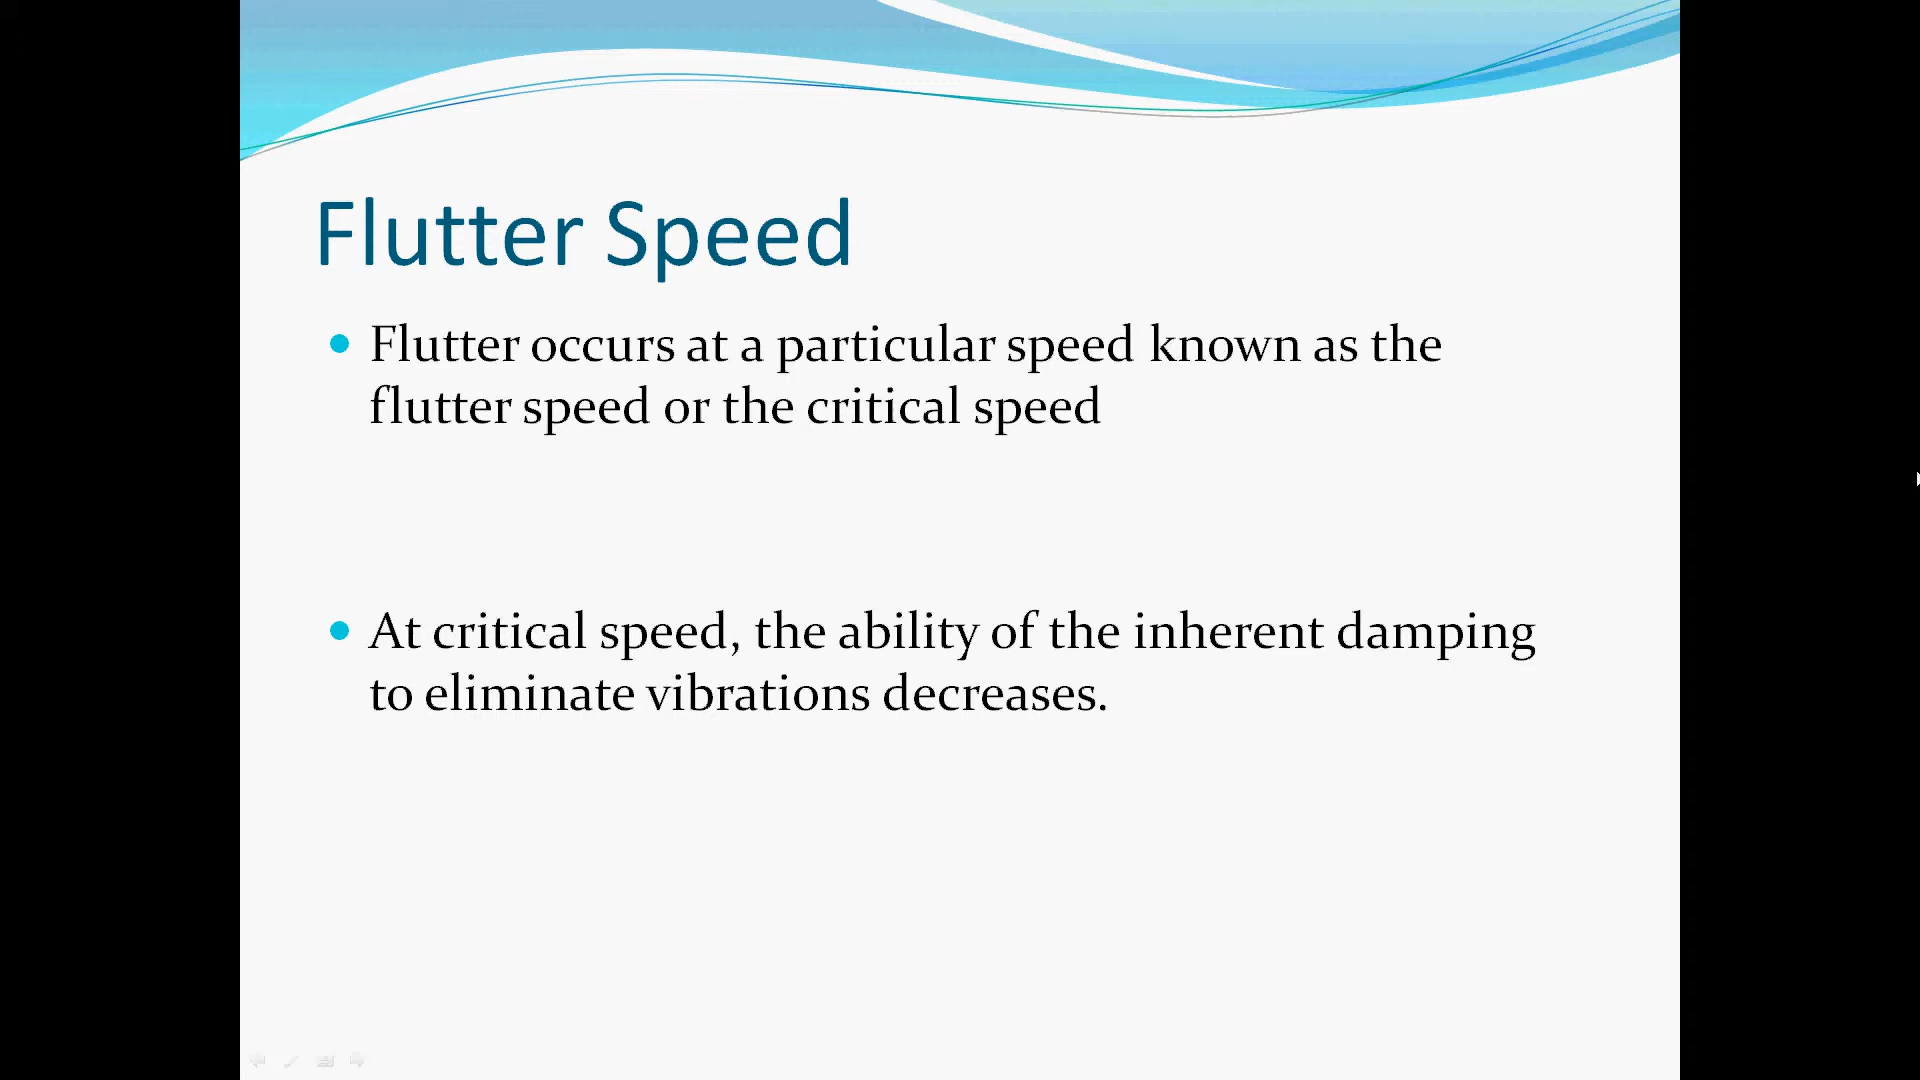 Flutter Speed
Flutter occurs at a particular speed known as the
flutter speed or the critical speed
At critical speed, the ability of the inherent damping
to eliminate vibrations decreases.